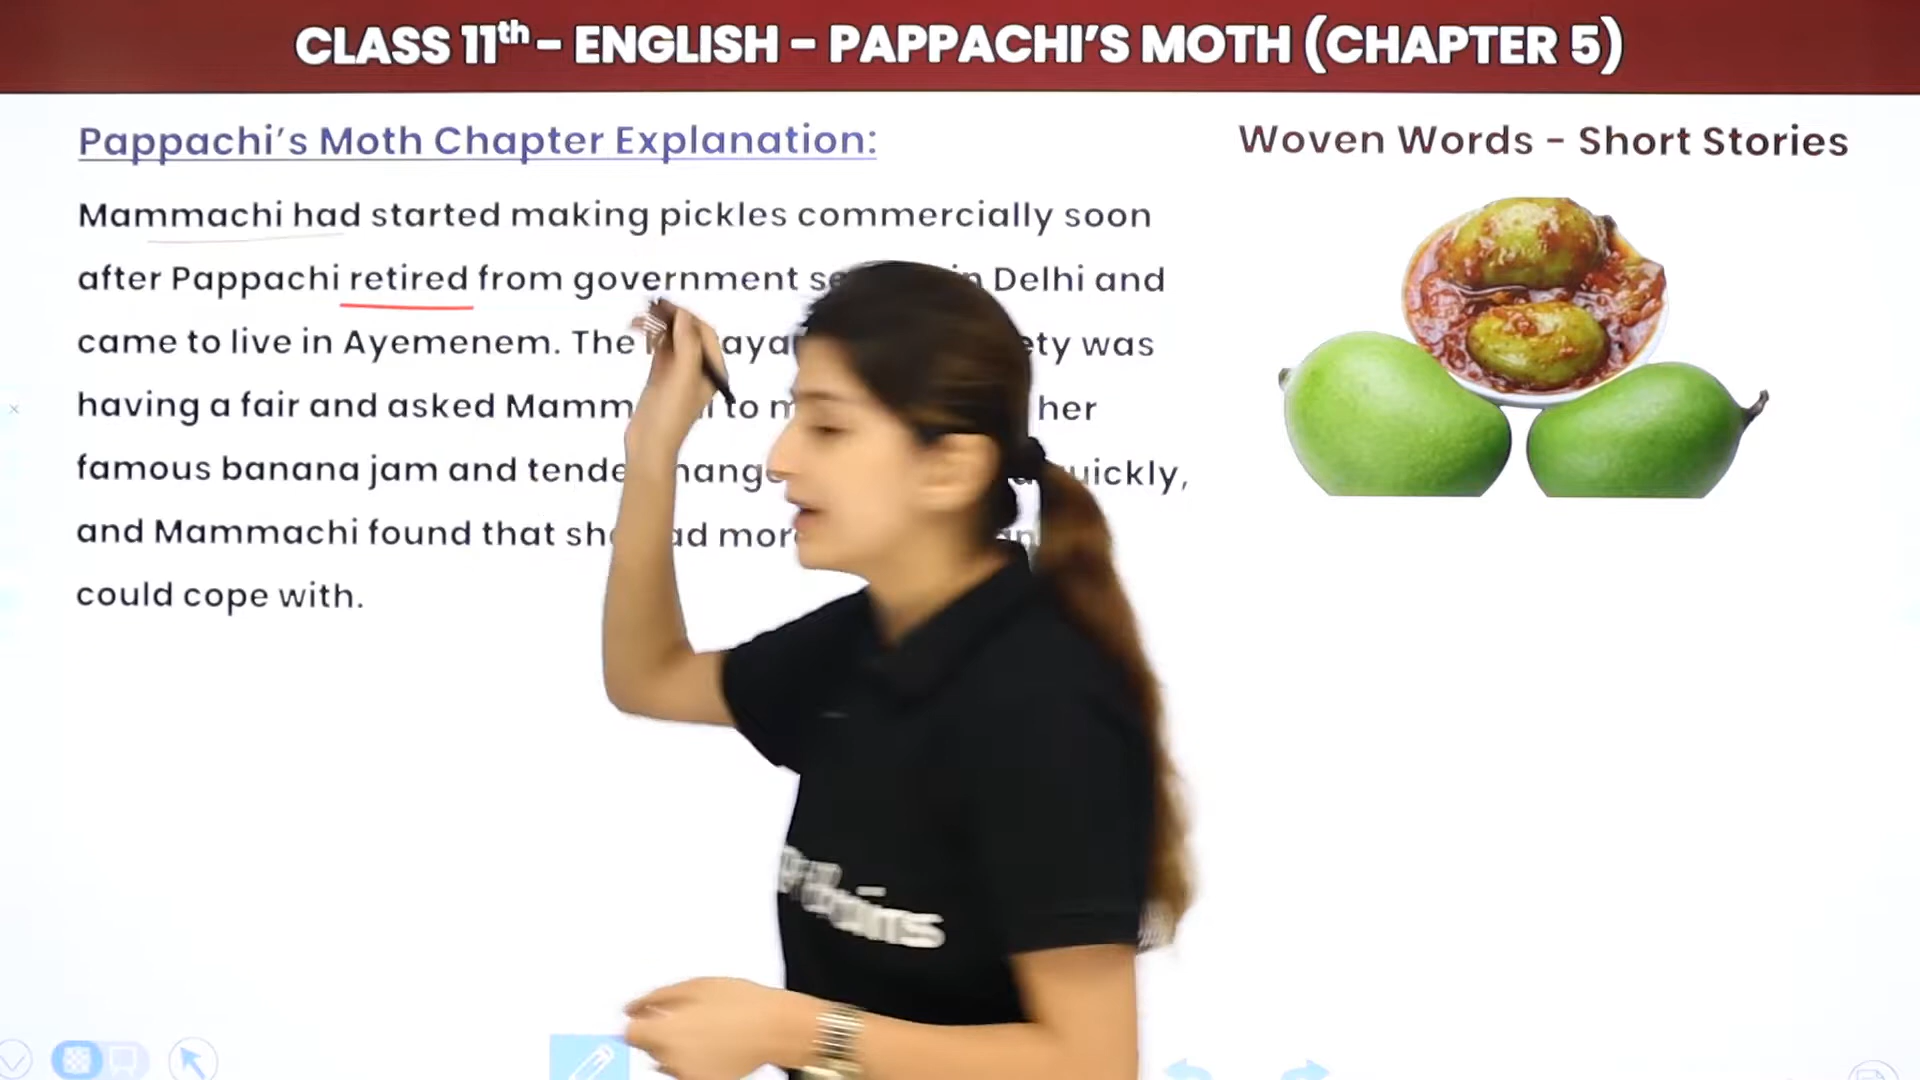 CLASS 11th - ENGLISH - PAPPACHI'S MOTH (CHAPTER 5)
Pappachi's Moth Chapter Explanation:
Woven Words - Short Stories
Mammachi had started making pickles commercially soon
after Pappachi retired from government in Delhi and
came to live in Ayemenem. The was
having a fair and asked to her
famous banana jam and
and Mammachi found that
could cope with.